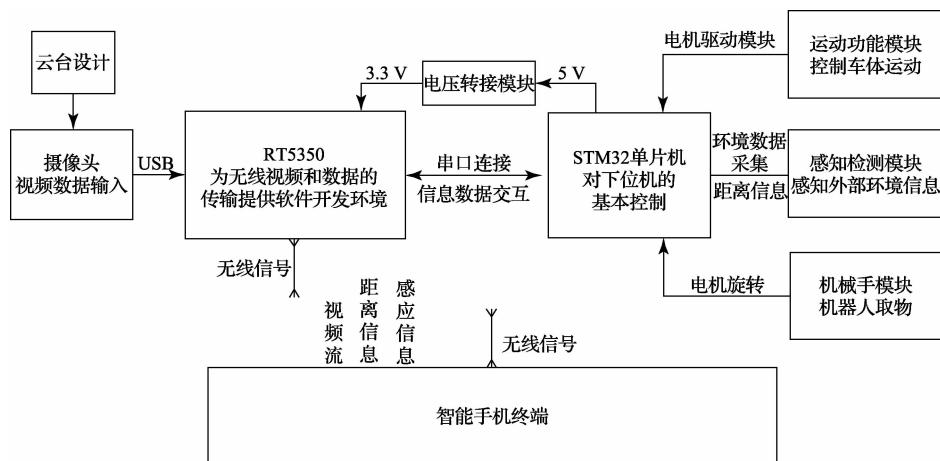 云台设计
摄像头
视频数据输入
USB
3.3 V
电压转接模块
5 V
RT5350
为无线视频和数据的
传输提供软件开发环境
串口连接
信息数据交互
STM32单片机
对下位机的
基本控制
电机驱动模块
运动功能模块
控制车体运动
环境数据
采集
距离信息
感知检测模块
感知外部环境信息
电机旋转
机械手模块
机器人取物
无线信号
视频流
距离信息
感应信息
无线信号
智能手机终端